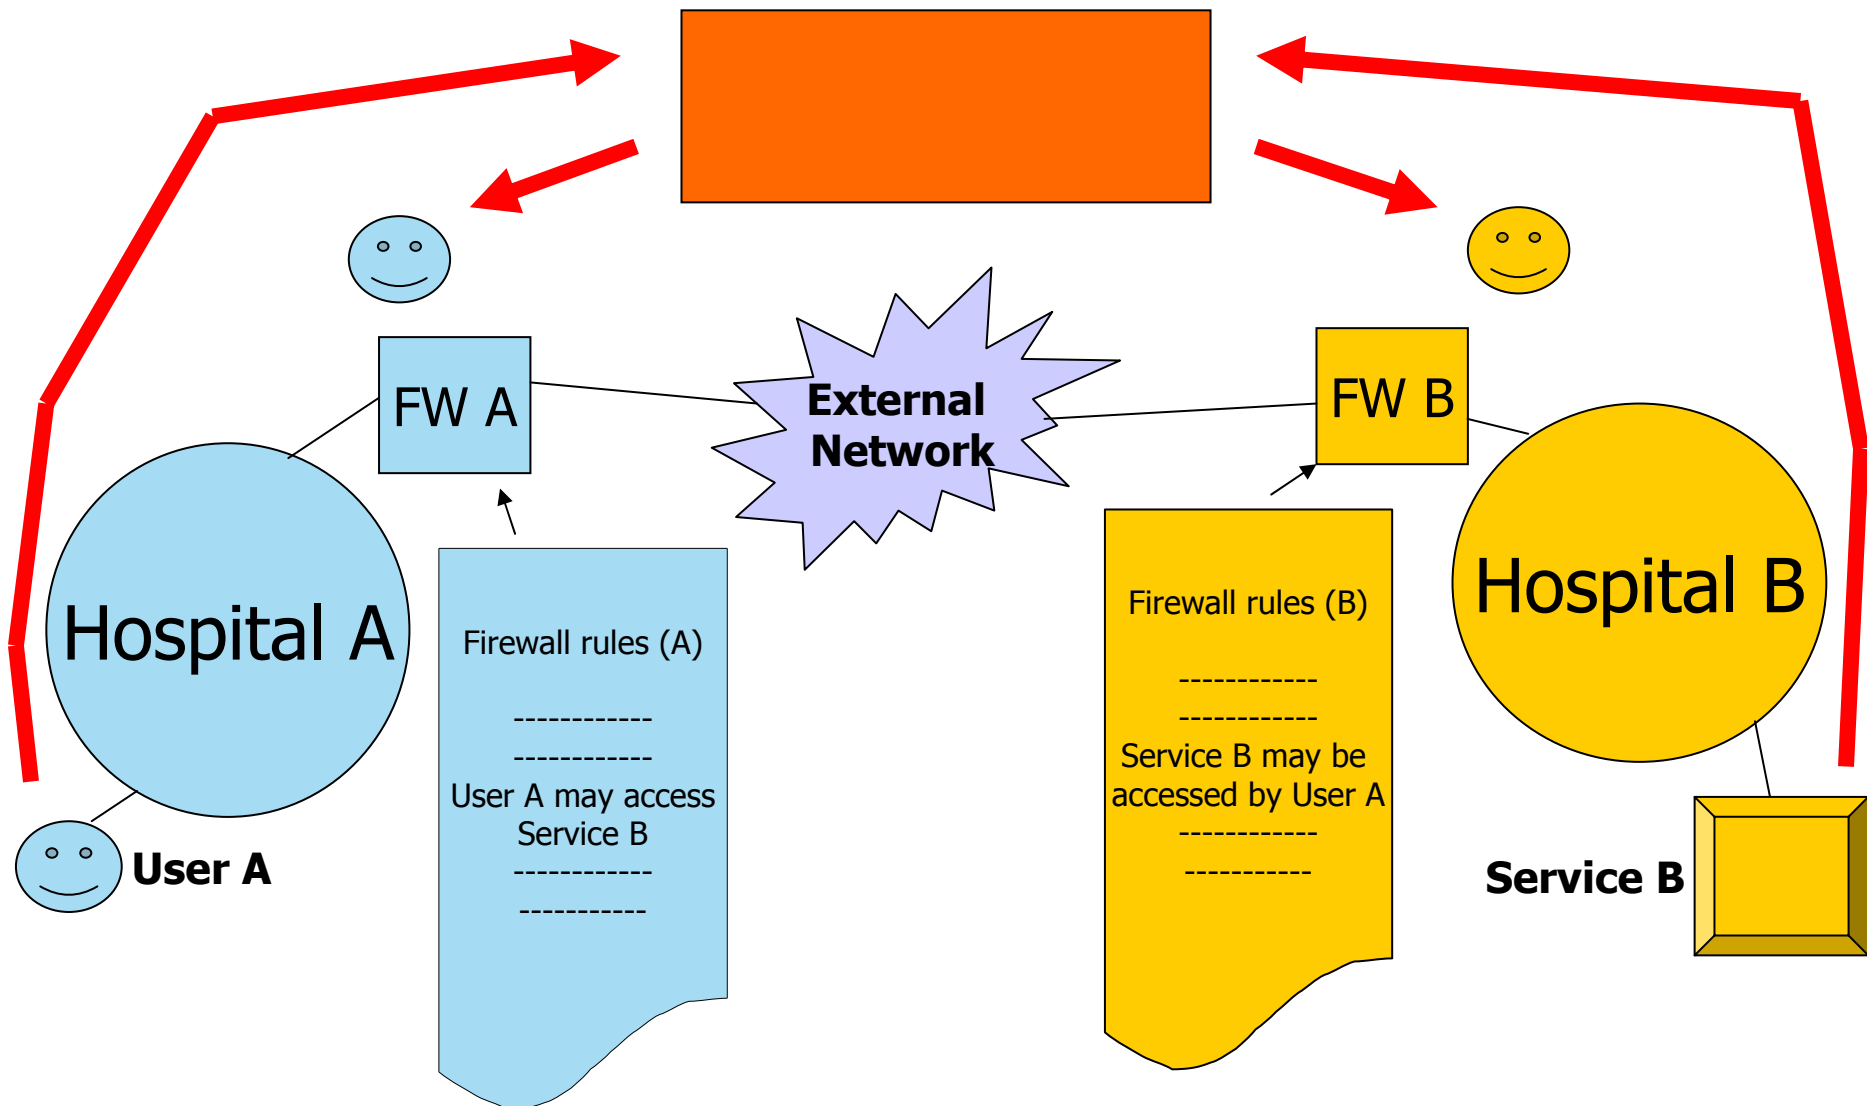 FW A
External
Network
FW B
Hospital A
Hospital B
Firewall rules (A)
------------
------------
User A may access
Service B
------------
-----------
Firewall rules (B)
------------
------------
Service B may be
accessed by User A
------------
-----------
User A
Service B